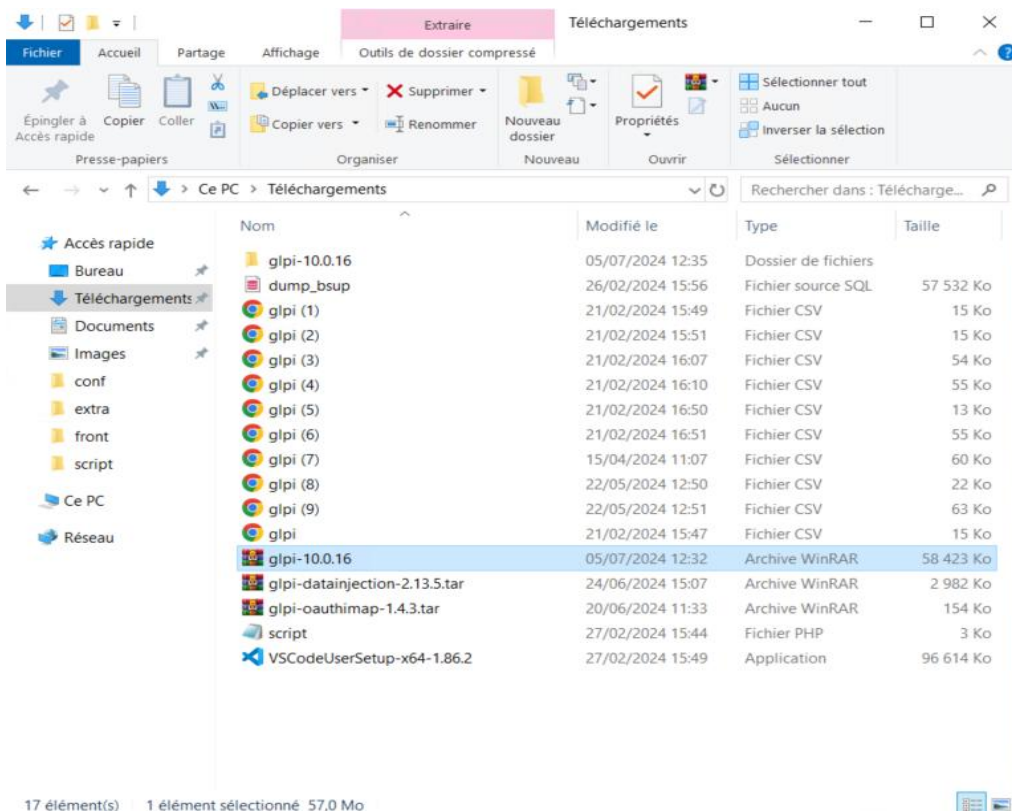 Extraire
Téléchargements
Fichier Accueil Partage Affichage Outils de dossier compressé
Épingler à Accès rapide
Copier
Coller
Déplacer vers
Copier vers
Supprimer
Renommer
Nouveau dossier
Propriétés
Sélectionner tout
Aucun
Inverser la sélection
Presse-papiers Organiser Nouveau Ouvrir Sélectionner
Ce PC > Téléchargements
Rechercher dans : Télécharge...
Accès rapide
Bureau
Téléchargements
Documents
Images
conf
extra
front
script
Ce PC
Réseau
Nom Modifié le Type Taille
glpi-10.0.16 05/07/2024 12:35 Dossier de fichiers
dump_bsup 26/02/2024 15:56 Fichier source SQL 57 532 Ko
glpi (1) 21/02/2024 15:49 Fichier CSV 15 Ko
glpi (2) 21/02/2024 15:51 Fichier CSV 15 Ko
glpi (3) 21/02/2024 16:07 Fichier CSV 54 Ko
glpi (4) 21/02/2024 16:10 Fichier CSV 55 Ko
glpi (5) 21/02/2024 16:50 Fichier CSV 13 Ko
glpi (6) 21/02/2024 16:51 Fichier CSV 55 Ko
glpi (7) 15/04/2024 11:07 Fichier CSV 60 Ko
glpi (8) 22/05/2024 12:50 Fichier CSV 22 Ko
glpi (9) 22/05/2024 12:51 Fichier CSV 63 Ko
glpi 21/02/2024 15:47 Fichier CSV 15 Ko
glpi-10.0.16 05/07/2024 12:32 Archive WinRAR 58 423 Ko
glpi-datainjection-2.13.5.tar 24/06/2024 15:07 Archive WinRAR 2 982 Ko
glpi-oauthimap-1.4.3.tar 20/06/2024 11:33 Archive WinRAR 154 Ko
script 27/02/2024 15:44 Fichier PHP 3 Ko
VSCodeUserSetup-x64-1.86.2 27/02/2024 15:49 Application 96 614 Ko
17 élément(s) 1 élément sélectionné 57,0 Mo